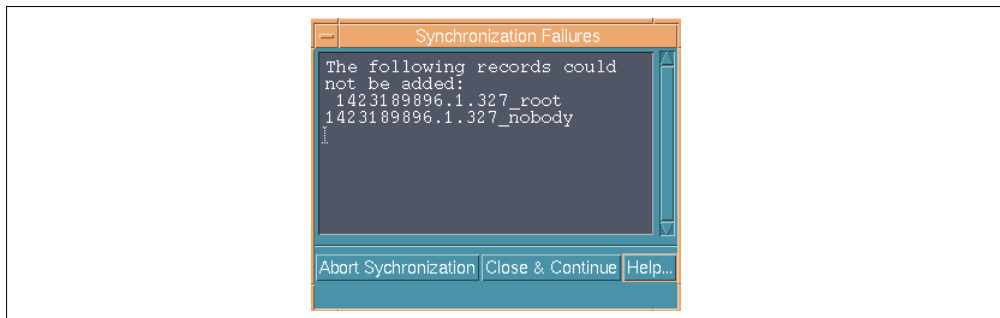 Synchronization Failures
The following records could
not be added:
1423189896.1.327_root
1423189896.1.327_nobody
Abort Sychronization Close & Continue Help...